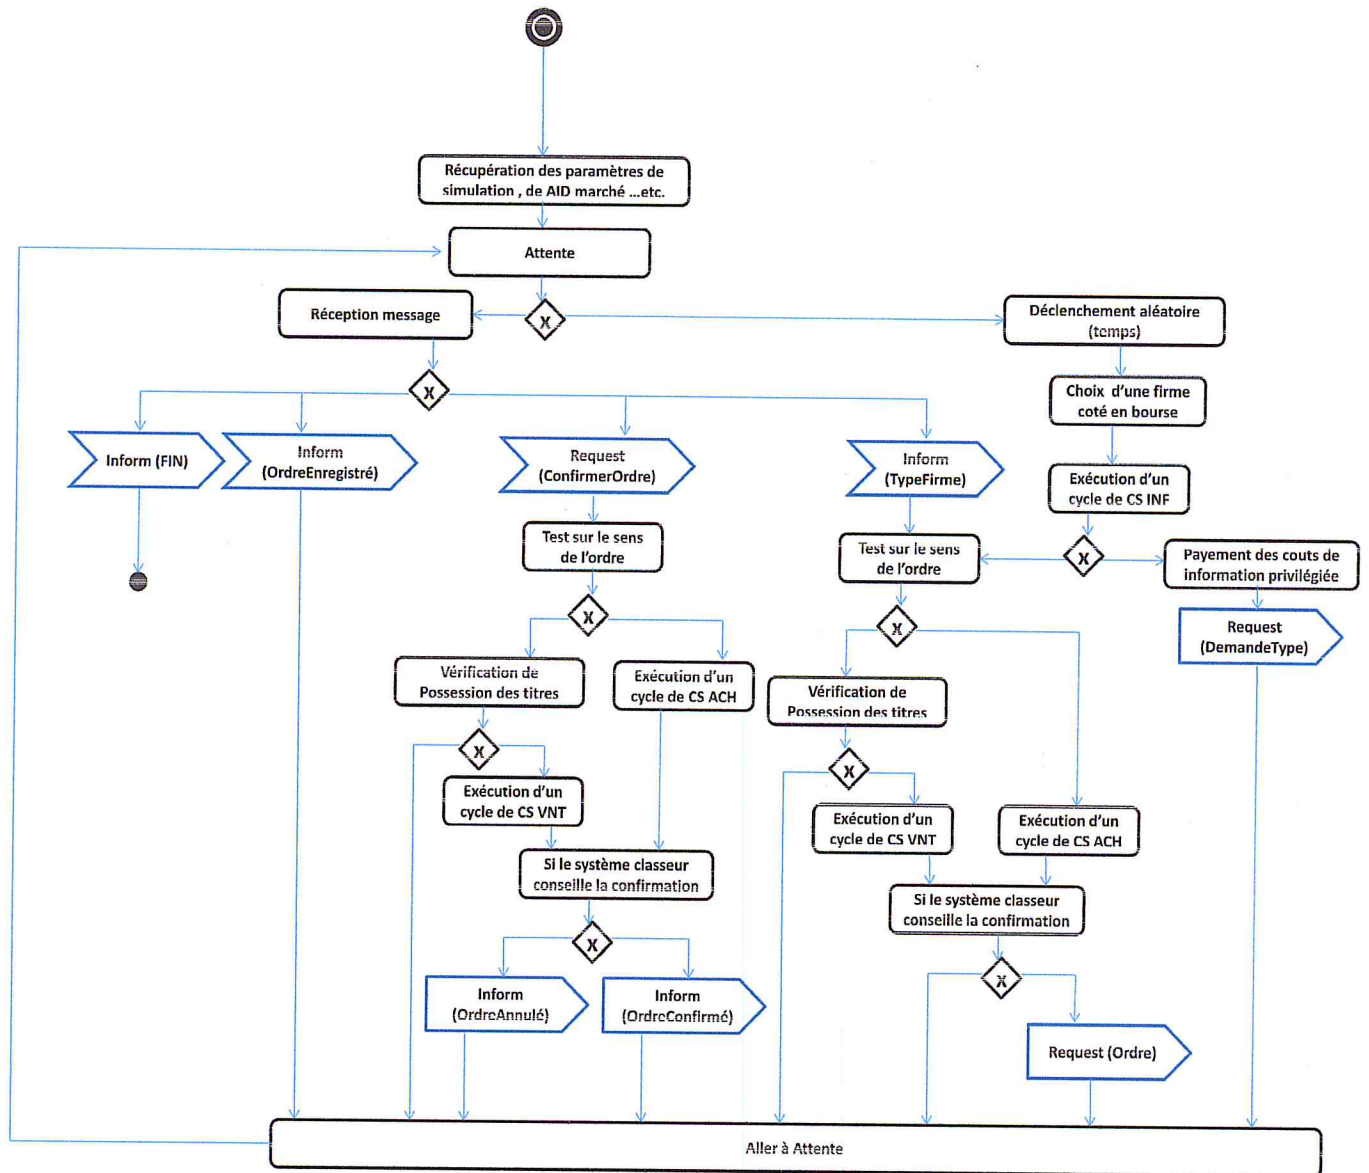 Récupération des paramètres de
simulation , de AID marché ...etc.
Attente
Réception message
X
Déclenchement aléatoire
(temps)
X
Choix d'une firme
coté en bourse
Inform (FIN)
Inform
(OrdreEnregistré)
Request
(ConfirmerOrdre)
Inform
(TypeFirme)
Exécution d'un
cycle de CS INF
Test sur le sens
de l'ordre
Test sur le sens
de l'ordre
X
Payement des couts de
information privilégiée
X
X
Request
(DemandeType)
Vérification de
Possession des titres
Exécution d'un
cycle de CS ACH
Vérification de
Possession des titres
X
X
Exécution d'un
cycle de CS VNT
Exécution d'un
cycle de CS VNT
Exécution d'un
cycle de CS ACH
Si le système classeur
conseille la confirmation
Si le système classeur
conseille la confirmation
X
X
Inform
(OrdreAnnulé)
Inform
(OrdreConfirmé)
Request (Ordre)
Aller à Attente